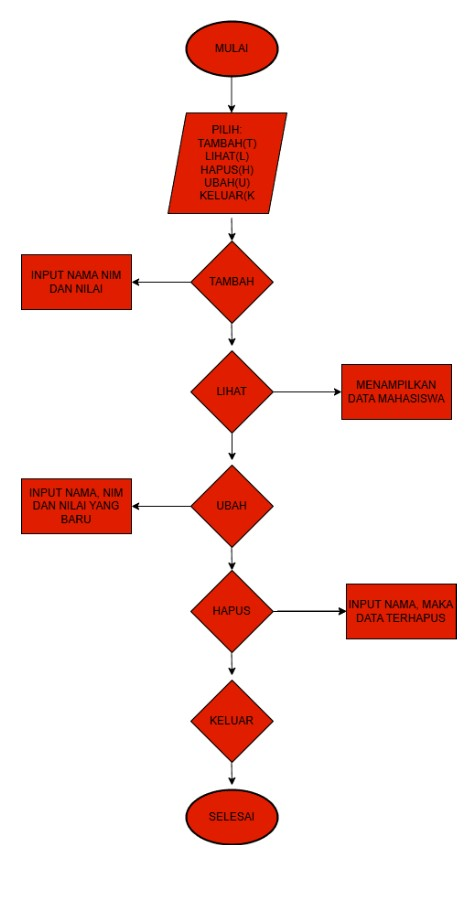 MULAI
PILIH:
TAMBAH(T)
LIHAT(L)
HAPUS(H)
UBAH(U)
KELUAR(K
TAMBAH
INPUT NAMA NIM
DAN NILAI
LIHAT
MENAMPILKAN
DATA MAHASISWA
UBAH
INPUT NAMA, NIM
DAN NILAI YANG
BARU
HAPUS
INPUT NAMA, MAKA
DATA TERHAPUS
KELUAR
SELESAI